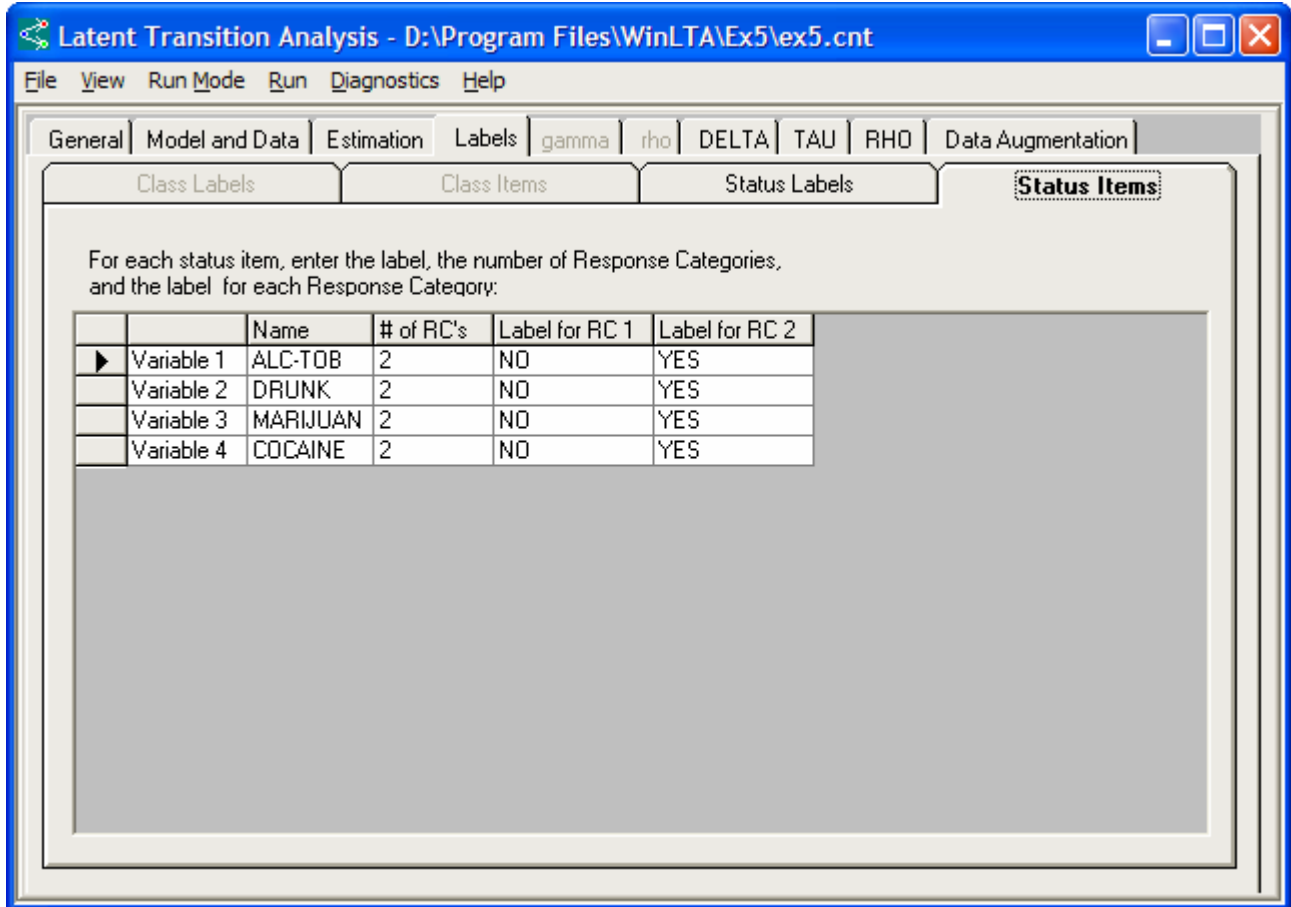 Latent Transition Analysis - D:\Program Files\WinLTA\Ex5\ex5.cnt
File View Run Mode Run Diagnostics Help
General Model and Data Estimation Labels gamma rho DELTA TAU RHO Data Augmentation
Class Labels Class Items Status Labels Status Items
For each status item, enter the label, the number of Response Categories,
and the label for each Response Category:
Name # of RC's Label for RC 1 Label for RC 2
Variable 1 ALC-TOB 2 NO YES
Variable 2 DRUNK 2 NO YES
Variable 3 MARIJUAN 2 NO YES
Variable 4 COCAINE 2 NO YES